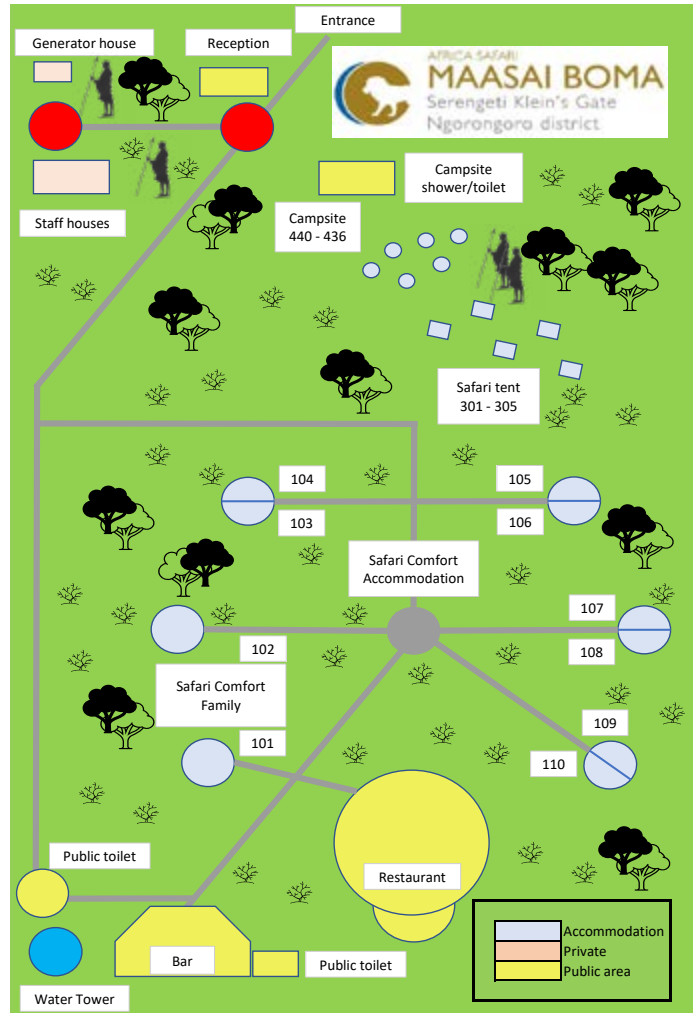 Entrance
Generator house
Reception
AFRICA SAFARI
MAASAI BOMA
Serengeti Klein's Gate
Ngorongoro district
Campsite
shower/toilet
Staff houses
Campsite
440 - 436
Safari tent
301 - 305
104
105
103
106
Safari Comfort
Accommodation
107
102
108
Safari Comfort
Family
109
101
110
Public toilet
Restaurant
Bar
Public toilet
Water Tower
Accommodation
Private
Public area